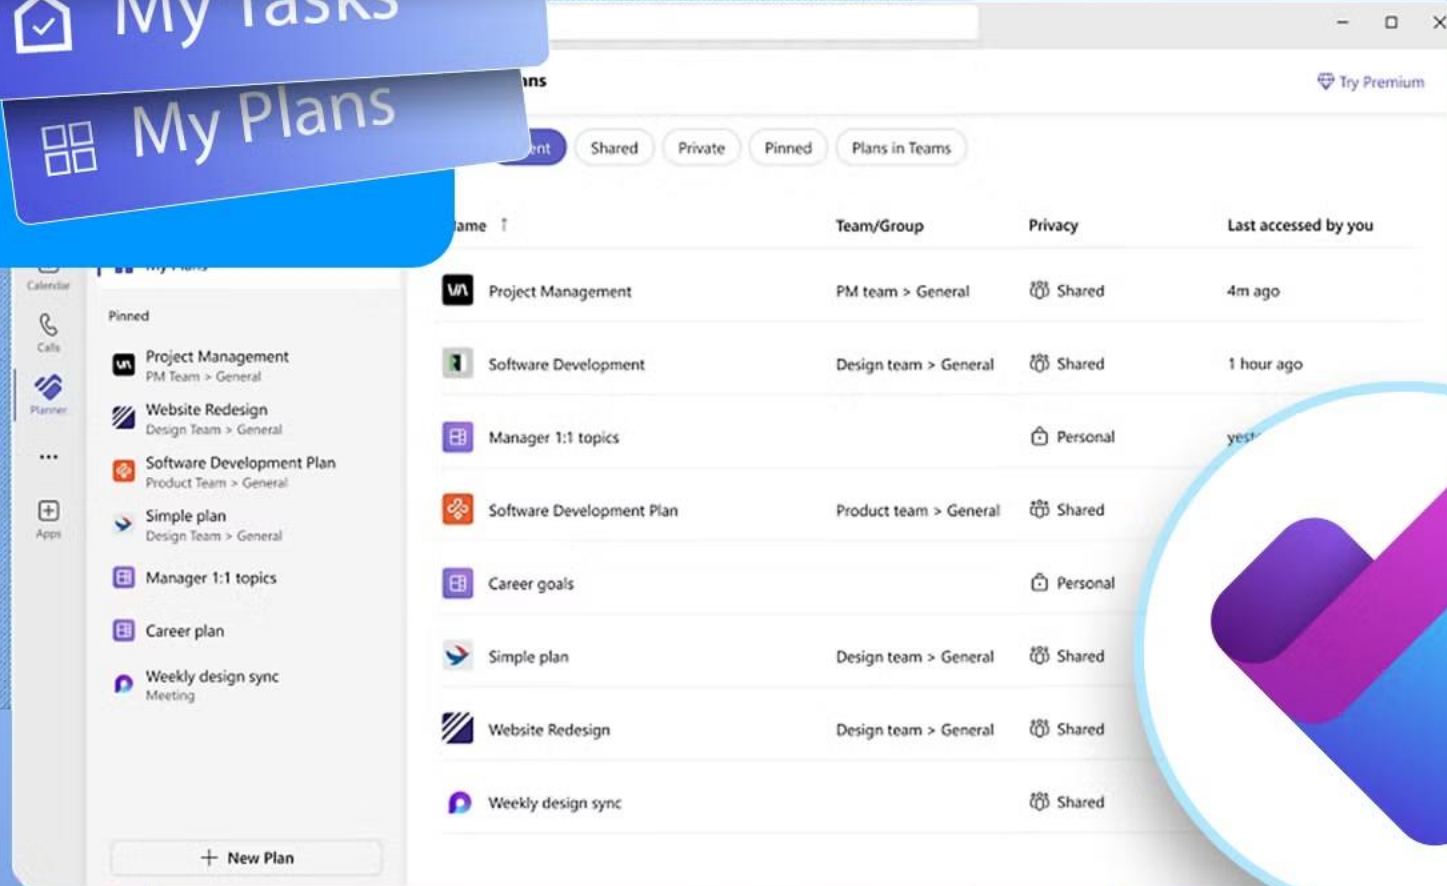 My Tasks
My Plans
Try Premium
Shared
Private
Pinned
Plans in Teams
Team/Group
Privacy
Last accessed by you
Calendar
Calls
Planner
Apps
My Plans
Pinned
Project Management
PM Team > General
Website Redesign
Design Team > General
Software Development Plan
Product Team > General
Simple plan
Design Team > General
Manager 1:1 topics
Career plan
Weekly design sync
Meeting
+ New Plan
Project Management PM team > General Shared 4m ago
Software Development Design team > General Shared 1 hour ago
Manager 1:1 topics Personal
Software Development Plan Product team > General Shared
Career goals Personal
Simple plan Design team > General Shared
Website Redesign Design team > General Shared
Weekly design sync Shared